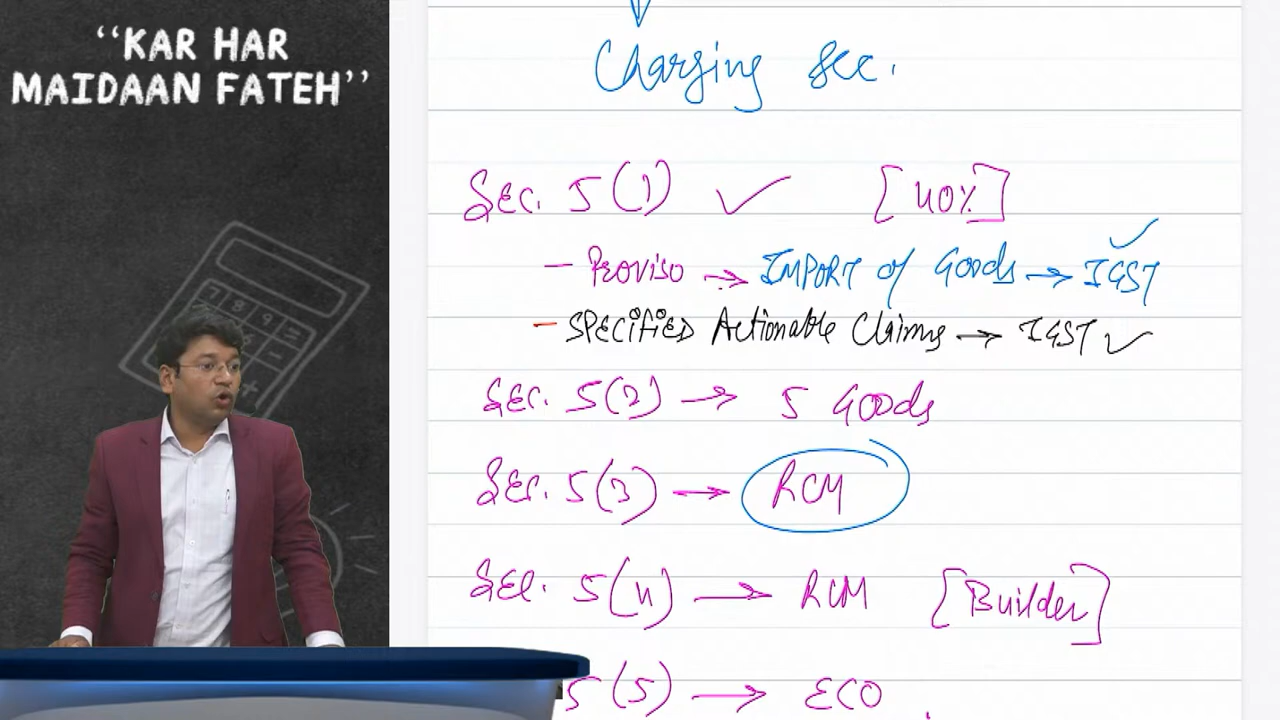 “KAR HAR
MAIDAAN FATEH”
Charging Sec.
Sec. 5(1) ✓ [40%]
- Proviso → IMPORT of Goods → IGST ✓
- SPECIFIED Actionable Claims → IGST ✓
Sec. 5(2) → 5 Goods
Sec. 5(3) → RCM
Sec. 5(4) → RCM [Builder]
5(5) → ECO